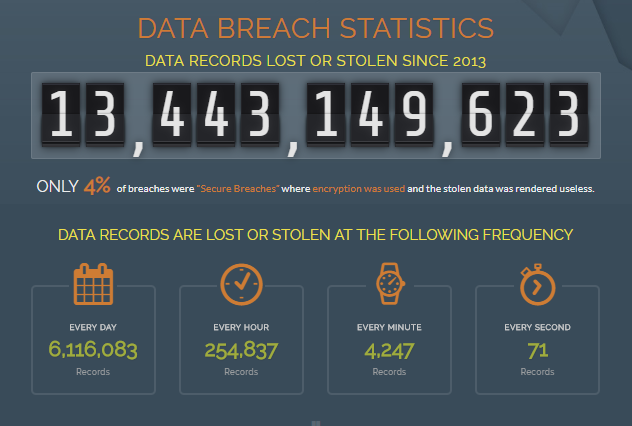 DATA BREACH STATISTICS
DATA RECORDS LOST OR STOLEN SINCE 2013
13,443,149,623
ONLY 4% of breaches were "Secure Breaches" where encryption was used and the stolen data was rendered useless.
DATA RECORDS ARE LOST OR STOLEN AT THE FOLLOWING FREQUENCY
EVERY DAY
6,116,083
Records
EVERY HOUR
254,837
Records
EVERY MINUTE
4,247
Records
EVERY SECOND
71
Records